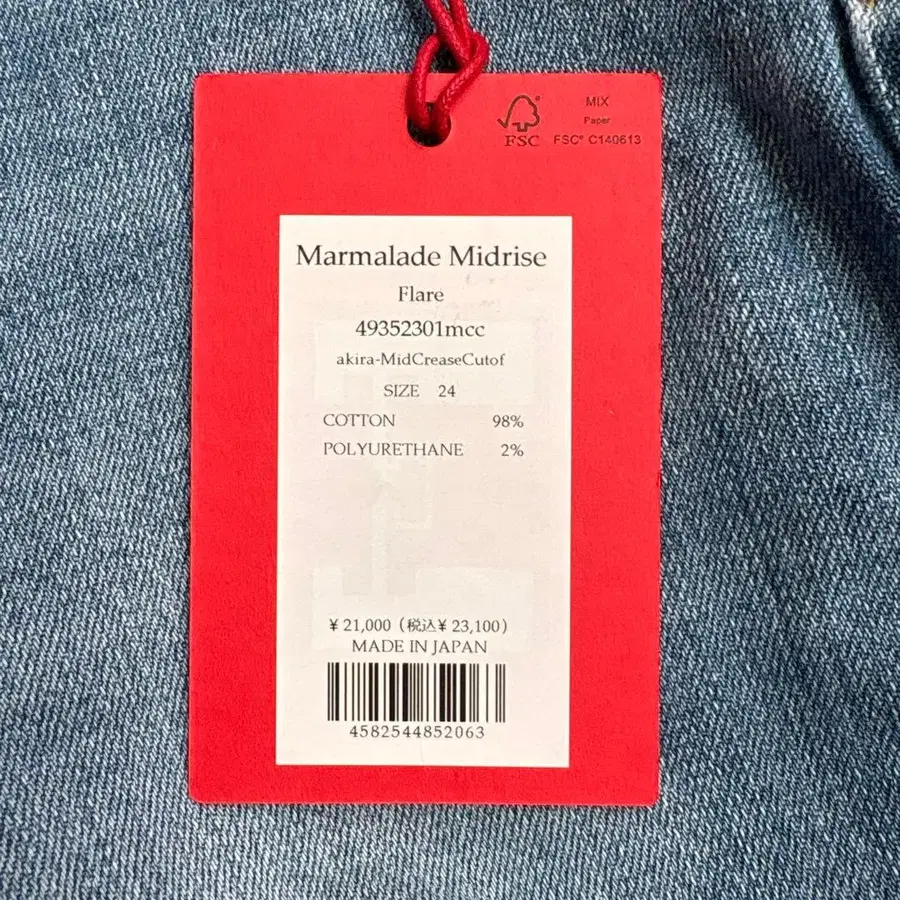 MIX
Paper
FSC® FSC® C140613
Marmalade Midrise
Flare
49352301mcc
akira-MidCreaseCutof
SIZE 24
COTTON 98%
POLYURETHANE 2%
¥ 21,000 (税込¥ 23,100)
MADE IN JAPAN
4582544852063